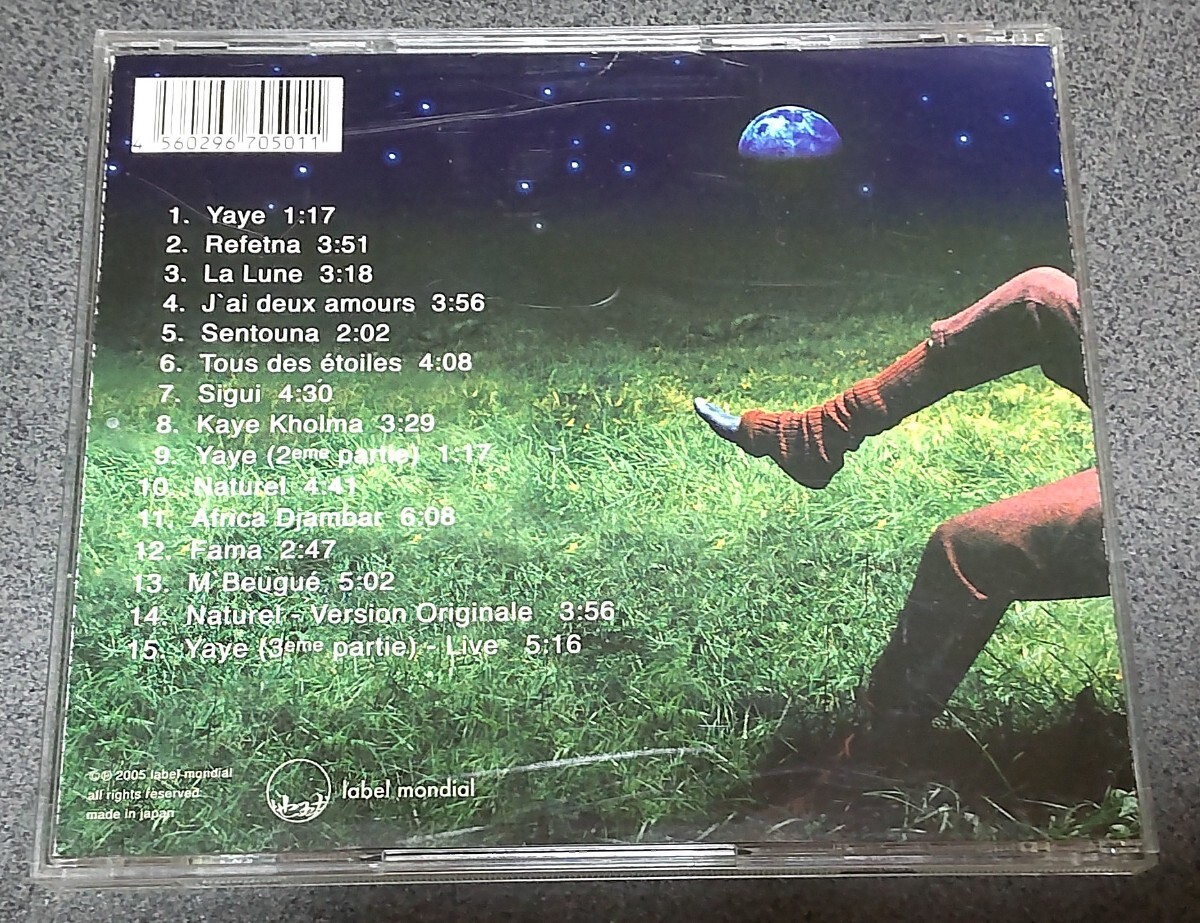 4 560296 705011
1. Yaye 1:17
2. Refetna 3:51
3. La Lune 3:18
4. J`ai deux amours 3:56
5. Sentouna 2:02
6. Tous des étoiles 4:08
7. Sigui 4:30
8. Kaye Kholma 3:29
9. Yaye (2eme partie) 1:17
10. Naturel 4:41
11. Africa Djambar 6:08
12. Fama 2:47
13. M'Beugué 5:02
14. Naturel - Version Originale 3:56
15. Yaye (3eme partie) - Live 5:16
©℗ 2005 label-mondial
all rights reserved
made in japan
label mondial